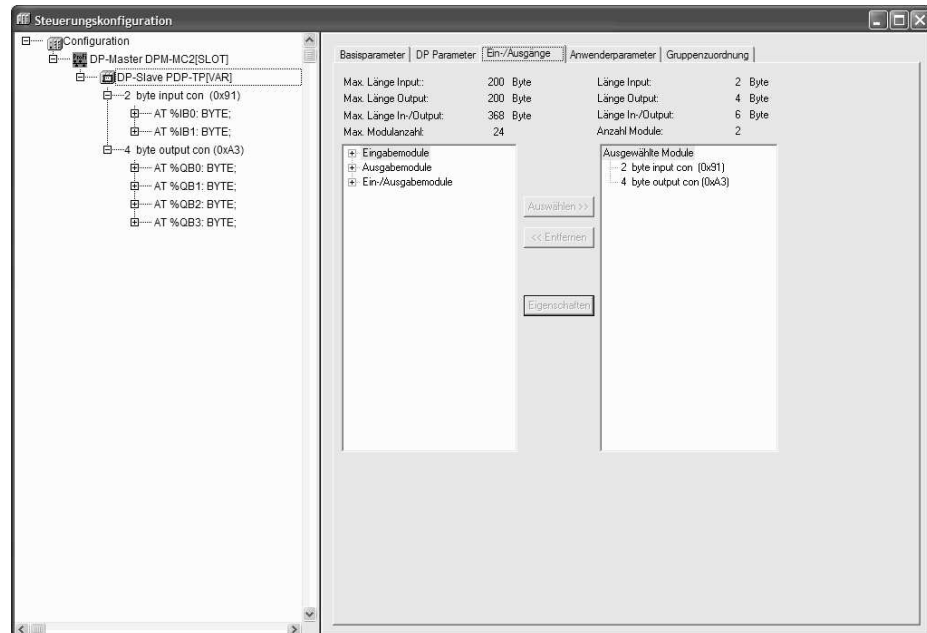 Steuerungskonfiguration
Configuration
DP-Master DPM-MC2[SLOT]
DP-Slave PDP-TP[VAR]
2 byte input con (0x91)
AT %IB0: BYTE;
AT %IB1: BYTE;
4 byte output con (0xA3)
AT %QB0: BYTE;
AT %QB1: BYTE;
AT %QB2: BYTE;
AT %QB3: BYTE;
Basisparameter DP Parameter Ein-/Ausgänge Anwenderparameter Gruppenzuordnung
Max. Länge Input:: 200 Byte Länge Input: 2 Byte
Max. Länge Output: 200 Byte Länge Output: 4 Byte
Max. Länge In-/Output: 368 Byte Länge In-/Output: 6 Byte
Max. Modulanzahl: 24 Anzahl Module: 2
Eingabemodule
Ausgabemodule
Ein-/Ausgabemodule
Auswählen >>
<< Entfernen
Eigenschaften
Ausgewählte Module
2 byte input con (0x91)
4 byte output con (0xA3)